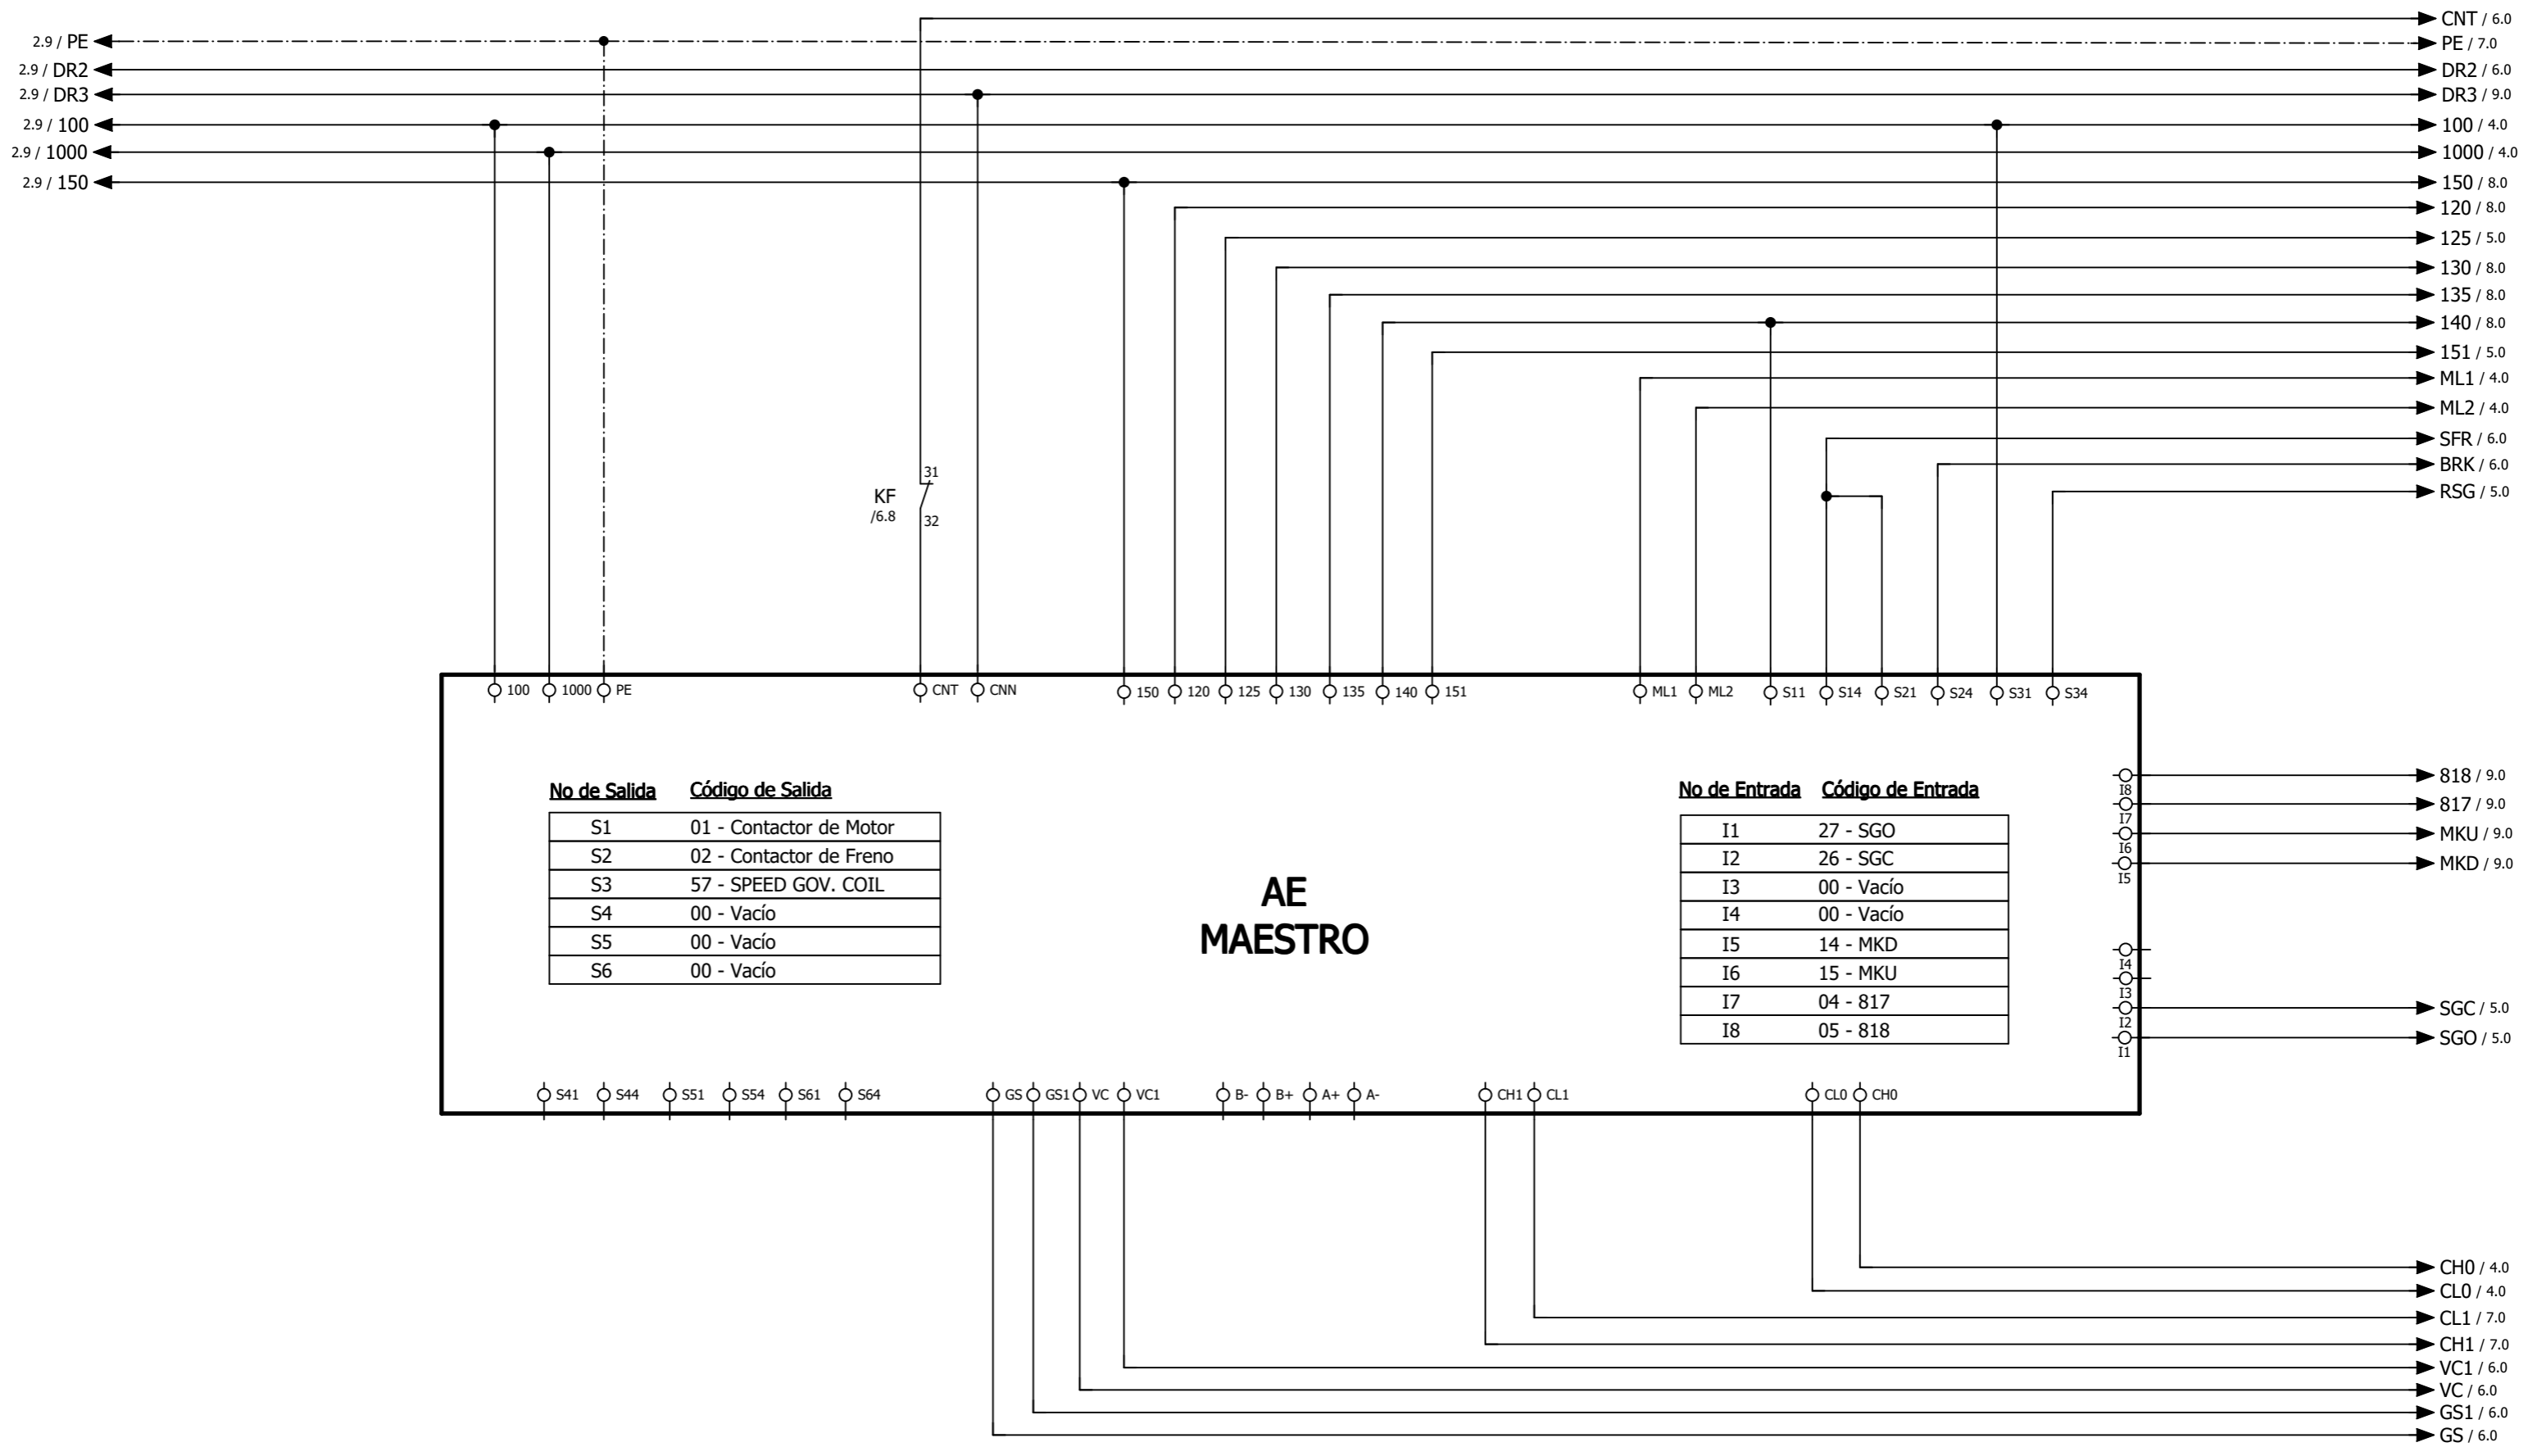 CNT / 6.0
2.9 / PE
PE / 7.0
2.9 / DR2
DR2 / 6.0
2.9 / DR3
DR3 / 9.0
2.9 / 100
100 / 4.0
2.9 / 1000
1000 / 4.0
2.9 / 150
150 / 8.0
120 / 8.0
125 / 5.0
130 / 8.0
135 / 8.0
140 / 8.0
151 / 5.0
ML1 / 4.0
ML2 / 4.0
SFR / 6.0
BRK / 6.0
RSG / 5.0
31
KF
/6.8
32
100 1000 PE CNT CNN 150 120 125 130 135 140 151 ML1 ML2 S11 S14 S21 S24 S31 S34
No de Salida Código de Salida
S1 01 - Contactor de Motor
S2 02 - Contactor de Freno
S3 57 - SPEED GOV. COIL
S4 00 - Vacío
S5 00 - Vacío
S6 00 - Vacío
AE
MAESTRO
No de Entrada Código de Entrada
I1 27 - SGO
I2 26 - SGC
I3 00 - Vacío
I4 00 - Vacío
I5 14 - MKD
I6 15 - MKU
I7 04 - 817
I8 05 - 818
818 / 9.0
I8
817 / 9.0
I7
MKU / 9.0
I6
MKD / 9.0
I5
I4
I3
SGC / 5.0
I2
SGO / 5.0
I1
S41 S44 S51 S54 S61 S64 GS GS1 VC VC1 B- B+ A+ A- CH1 CL1 CL0 CH0
CH0 / 4.0
CL0 / 4.0
CL1 / 7.0
CH1 / 7.0
VC1 / 6.0
VC / 6.0
GS1 / 6.0
GS / 6.0